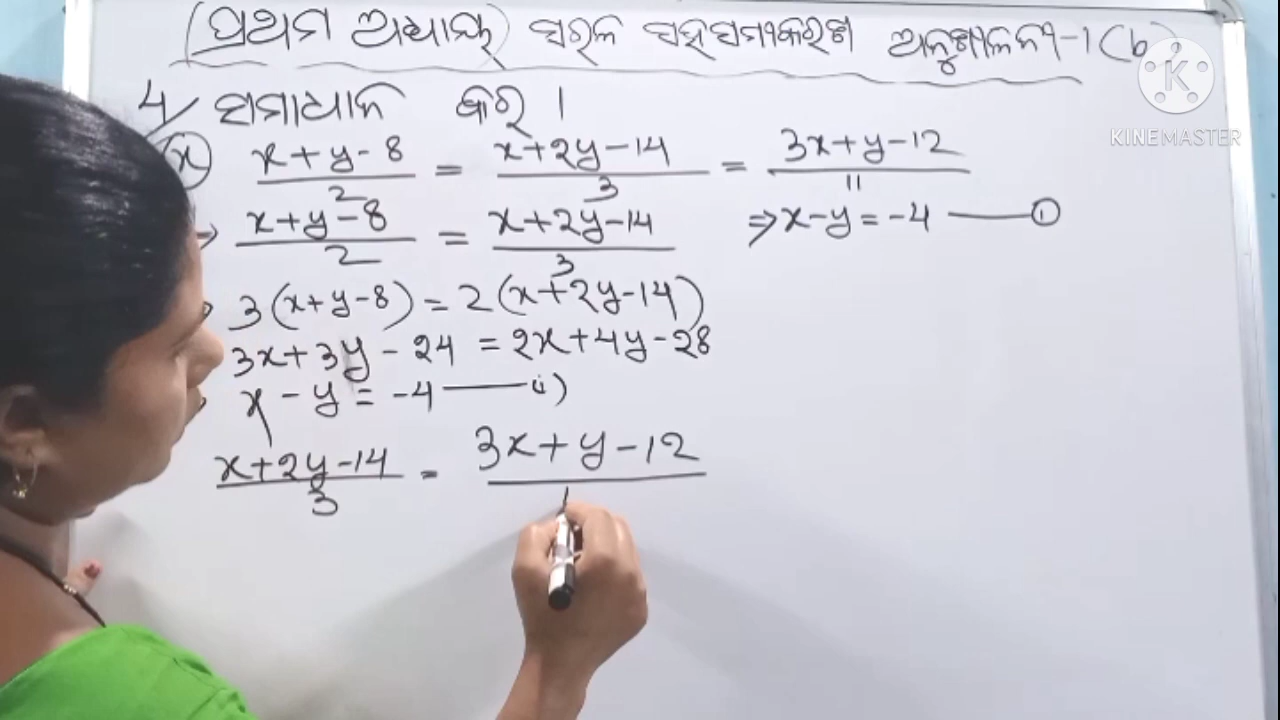 (ପ୍ରଥମ ଅଧାୟ) ସରଳ ସହସମୀକରଣ ଅନୁଶୀଳନୀ-1(b)
4/ ସମାଧାନ କର ।
(x) x+y-8/2 = x+2y-14/3 = 3x+y-12/11
→ x+y-8/2 = x+2y-14/3 ⇒ x-y = -4 —— ①
3(x+y-8) = 2(x+2y-14)
3x+3y-24 = 2x+4y-28
x-y = -4 —— i)
x+2y-14/3 = 3x+y-12/1
K
KINEMASTER